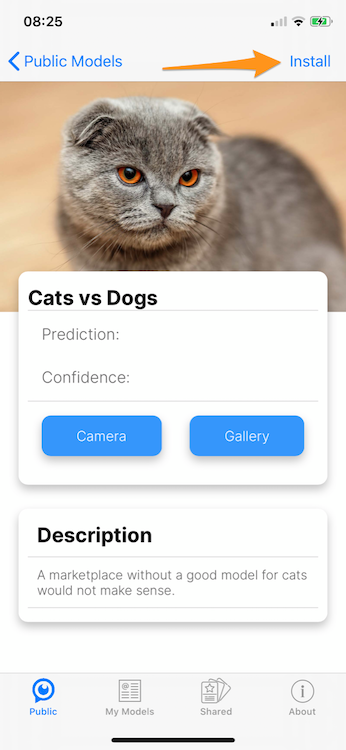 08:25
Public Models
Install
Cats vs Dogs
Prediction:
Confidence:
Camera
Gallery
Description
A marketplace without a good model for cats
would not make sense.
Public
My Models
Shared
About